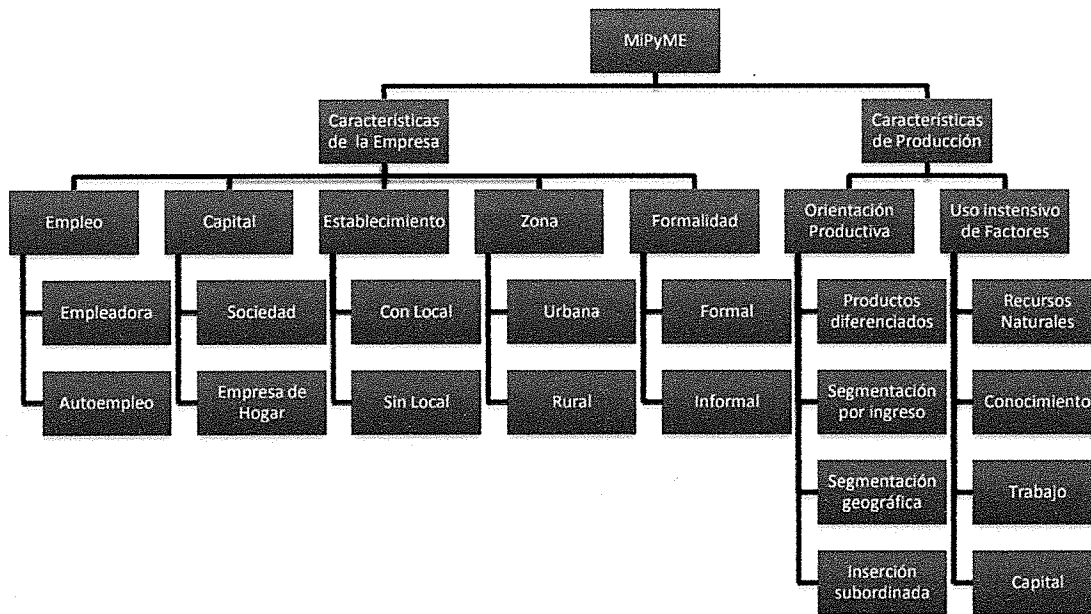 MiPyME
Características
de la Empresa
Características
de Producción
Empleo
Capital
Establecimiento
Zona
Formalidad
Orientación
Productiva
Uso instensivo
de Factores
Empleadora
Sociedad
Con Local
Urbana
Formal
Productos
diferenciados
Recursos
Naturales
Autoempleo
Empresa de
Hogar
Sin Local
Rural
Informal
Segmentación
por ingreso
Conocimiento
Segmentación
geográfica
Trabajo
Inserción
subordinada
Capital